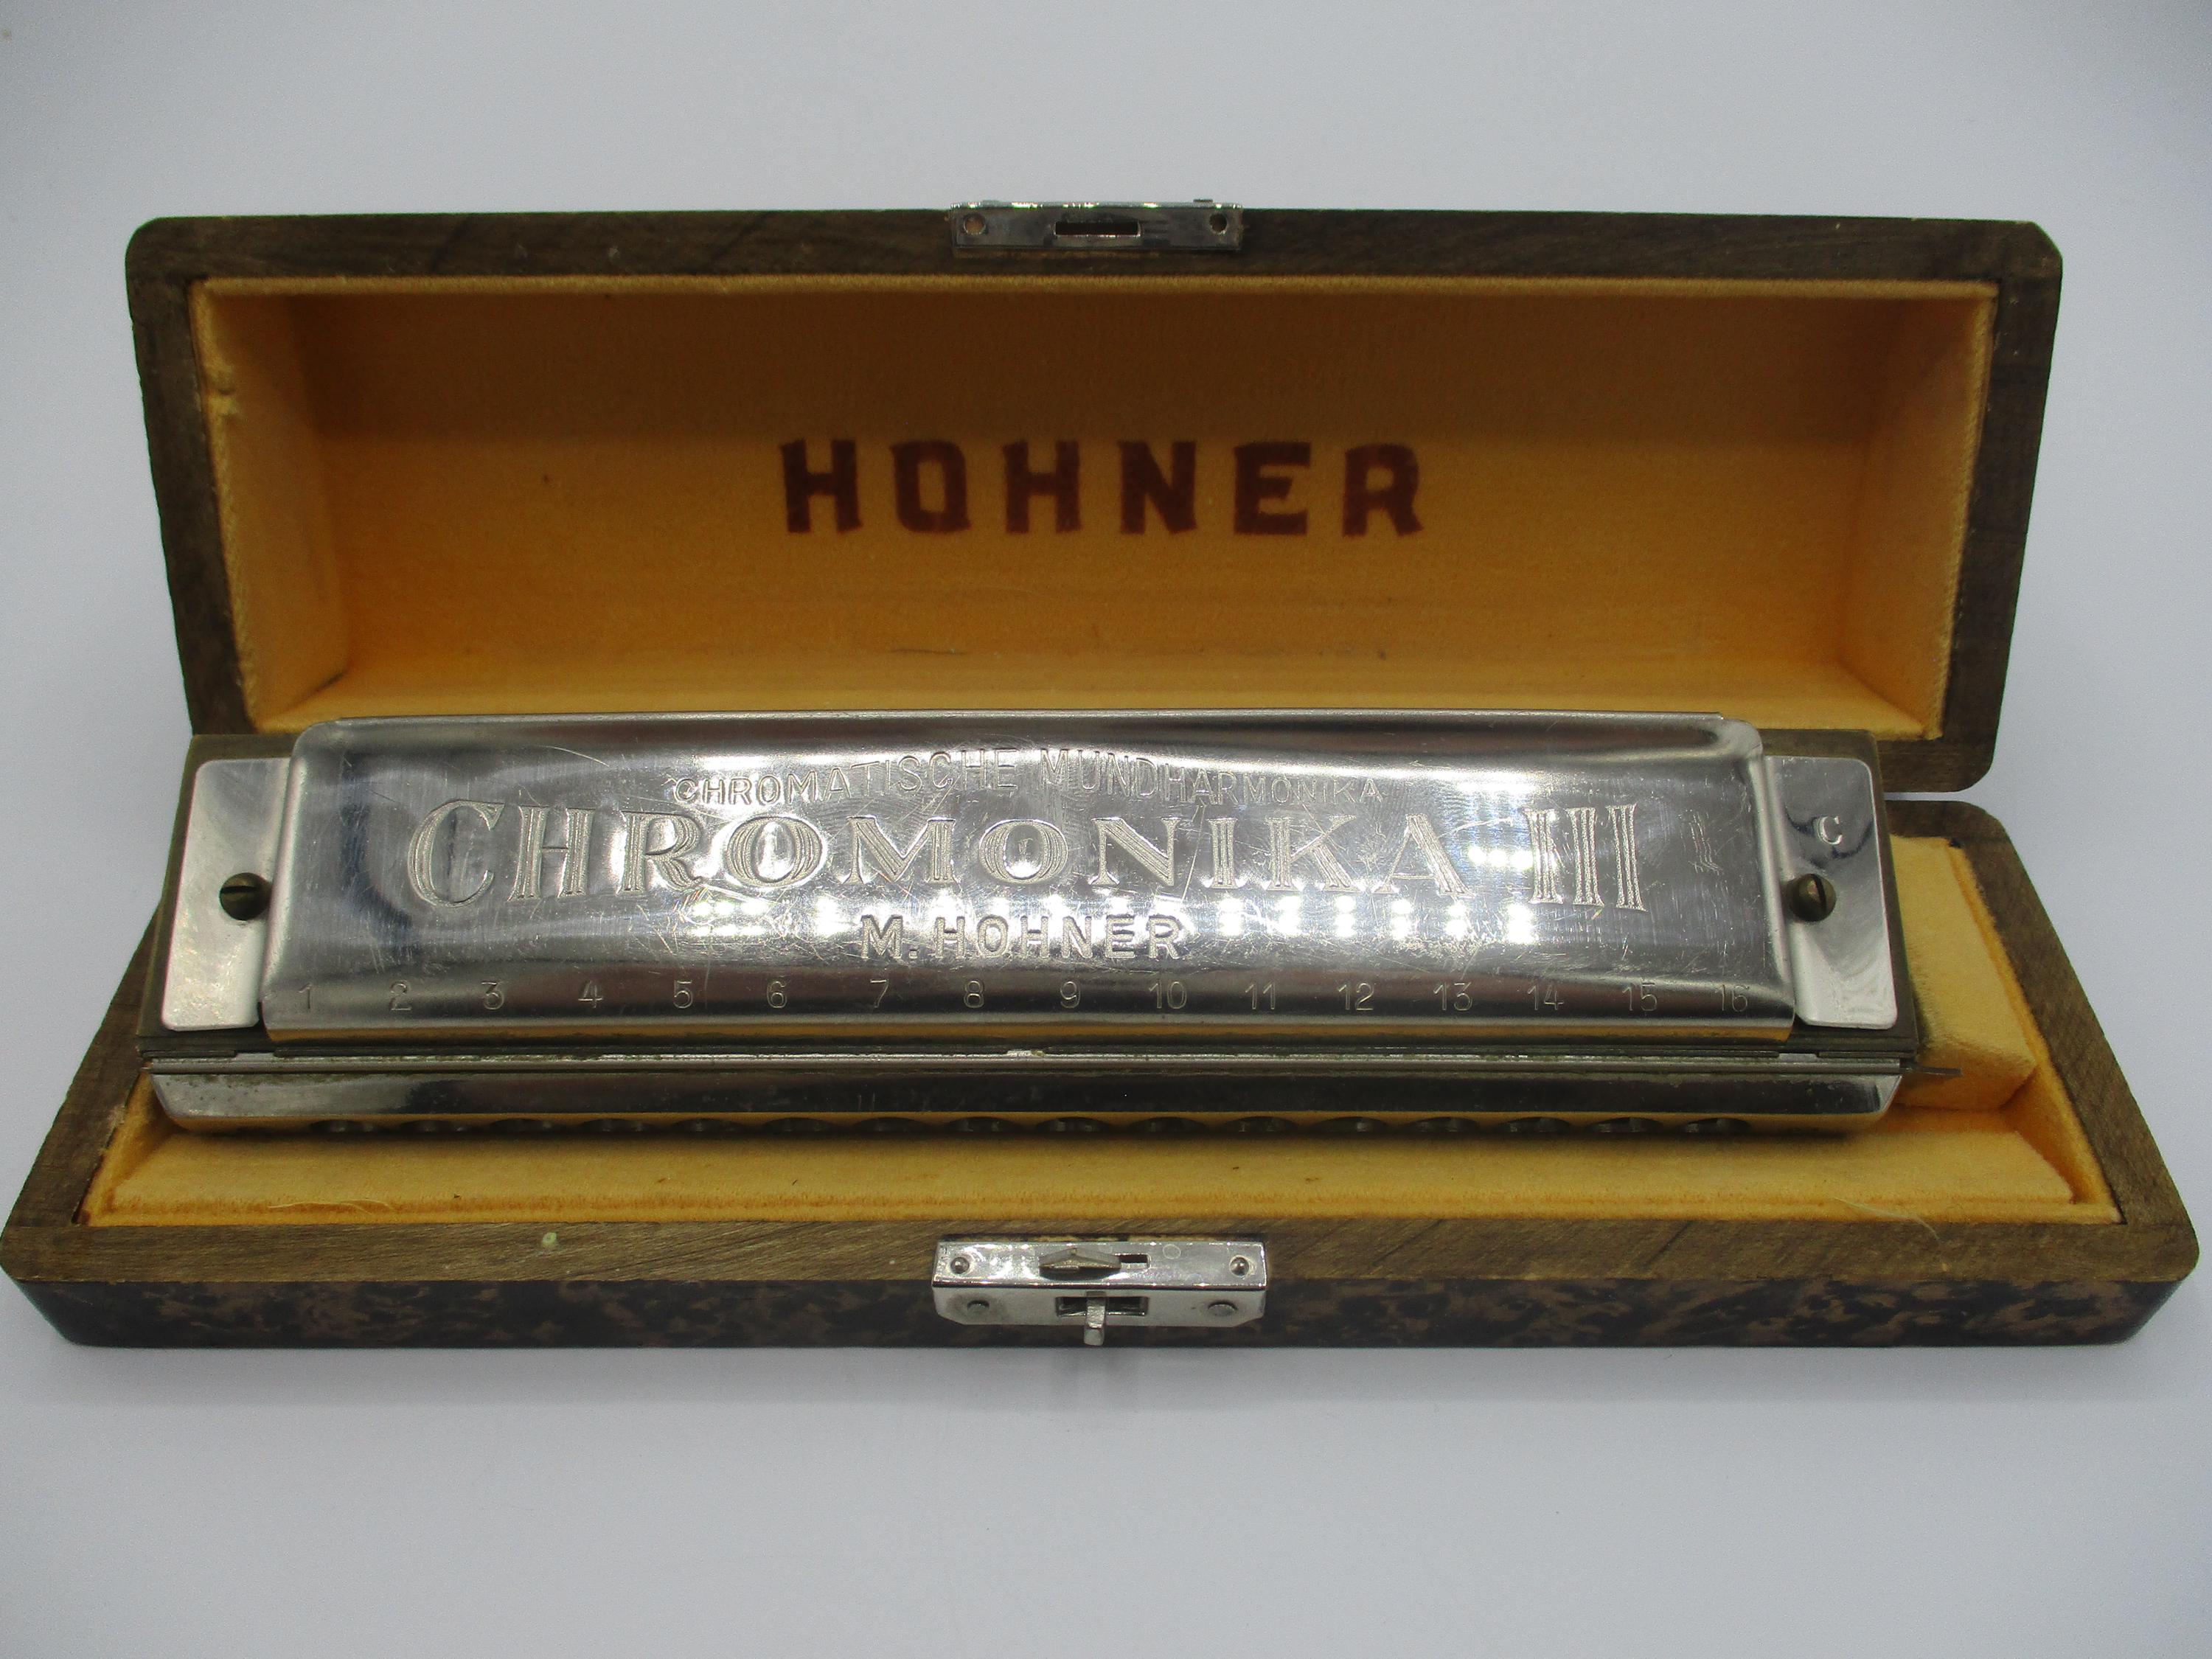 HOHNER
CHROMATISCHE MUNDHARMONIKA
CHROMONIKA III
C
M. HOHNER
1 2 3 4 5 6 7 8 9 10 11 12 13 14 15 16